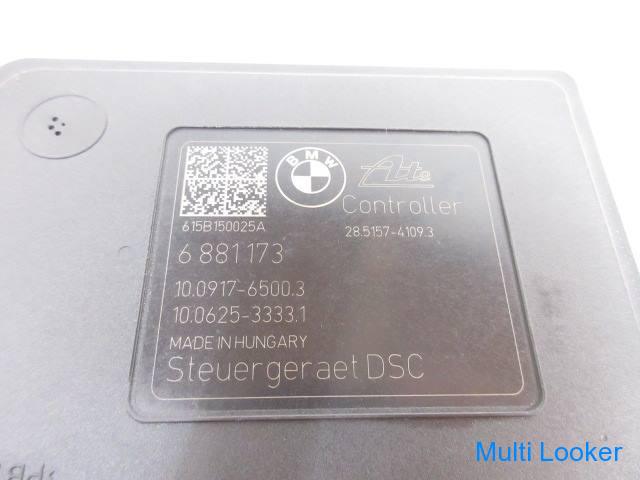 BMW
Ate
Controller
615B150025A
28.5157-4109.3
6 881 173
10.0917-6500.3
10.0625-3333.1
MADE IN HUNGARY
Steuergeraet DSC
Multi Looker